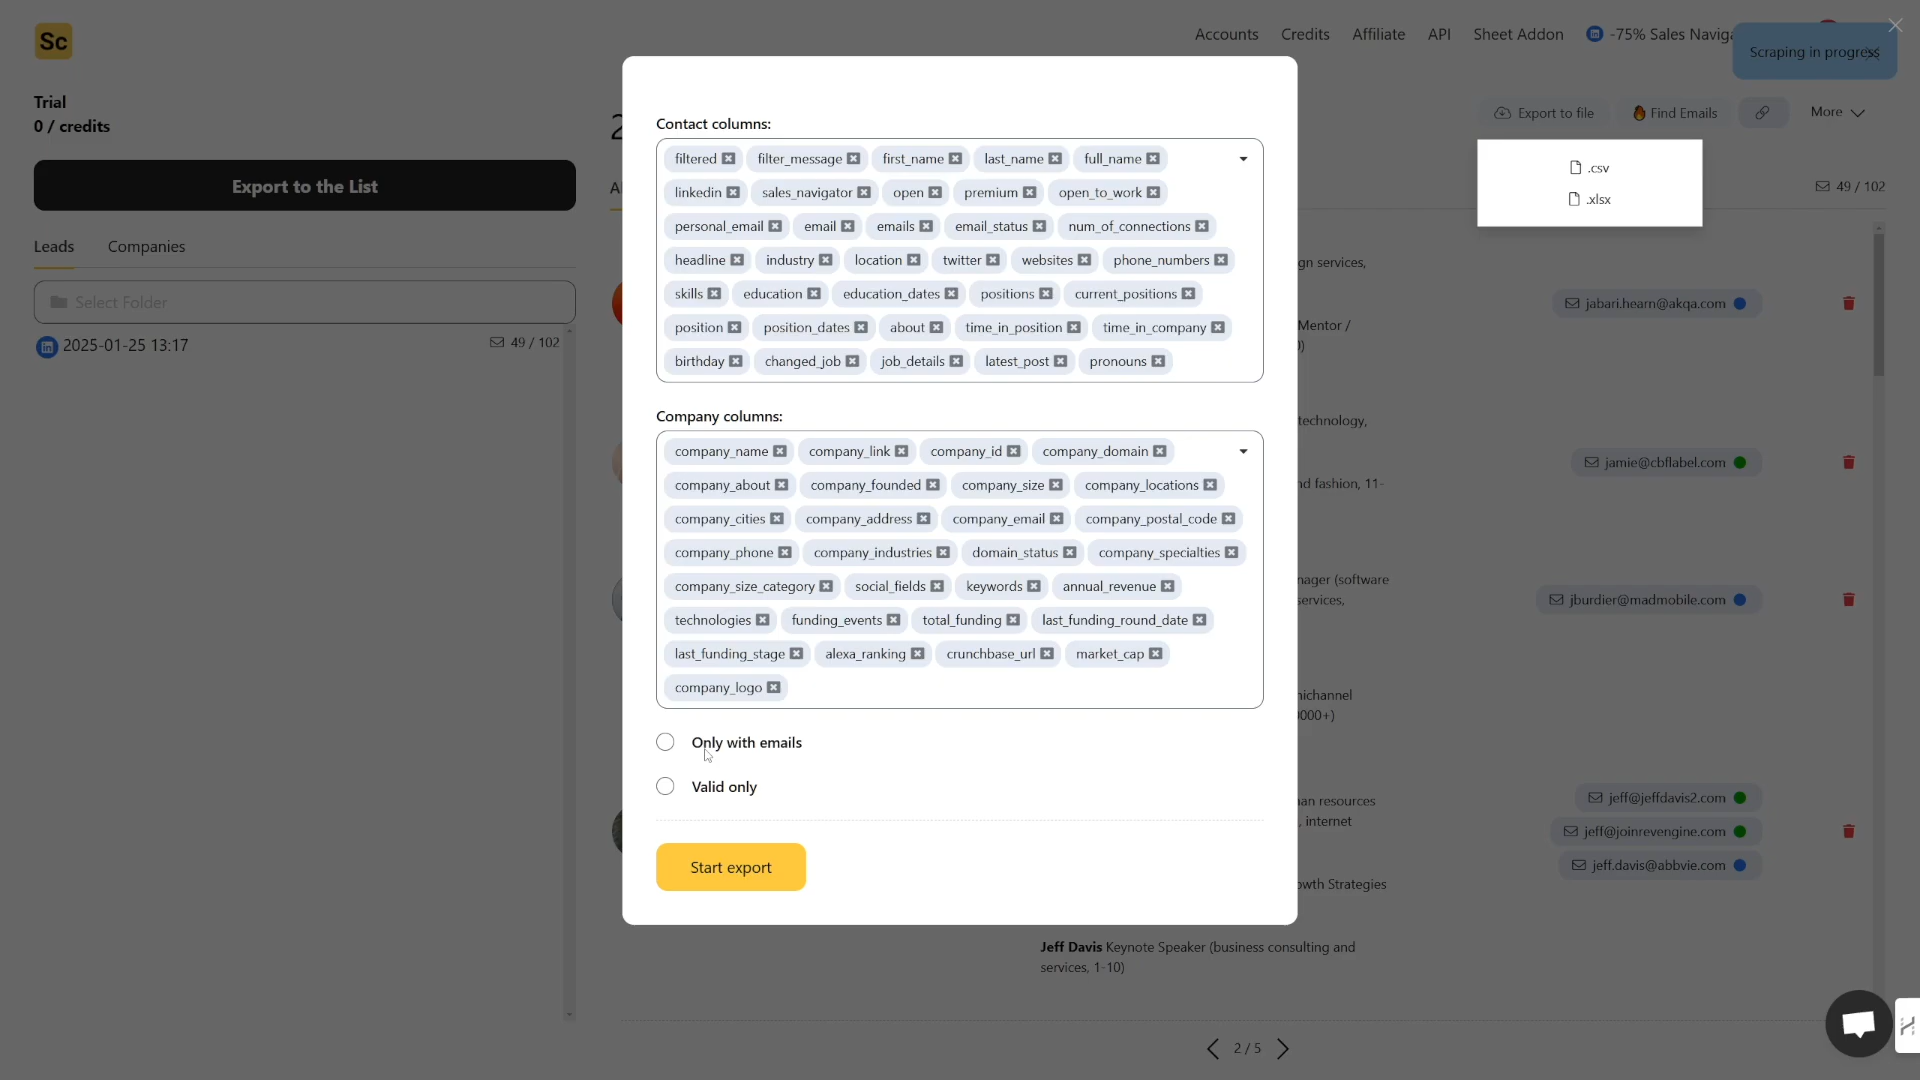 Sc
Accounts Credits Affiliate API Sheet Addon -75% Sales Naviga
Scraping in progress
Trial
0 / credits
Export to the List
Leads Companies
Select Folder
2025-01-25 13:17 49 / 102
Export to file Find Emails More
.csv
.xlsx
49 / 102
Contact columns:
filtered filter_message first_name last_name full_name
linkedin sales_navigator open premium open_to_work
personal_email email emails email_status num_of_connections
headline industry location twitter websites phone_numbers
skills education education_dates positions current_positions
position position_dates about time_in_position time_in_company
birthday changed_job job_details latest_post pronouns
Company columns:
company_name company_link company_id company_domain
company_about company_founded company_size company_locations
company_cities company_address company_email company_postal_code
company_phone company_industries domain_status company_specialties
company_size_category social_fields keywords annual_revenue
technologies funding_events total_funding last_funding_round_date
last_funding_stage alexa_ranking crunchbase_url market_cap
company_logo
Only with emails
Valid only
Start export
gn services,
jabari.hearn@akqa.com
Mentor /
technology,
jamie@cbflabel.com
nd fashion, 11-
nager (software
jburdier@madmobile.com
services,
nichannel
0000+)
jeff@jeffdavis2.com
an resources
, internet
jeff@joinrevengine.com
jeff.davis@abbvie.com
owth Strategies
Jeff Davis Keynote Speaker (business consulting and
services, 1-10)
2 / 5